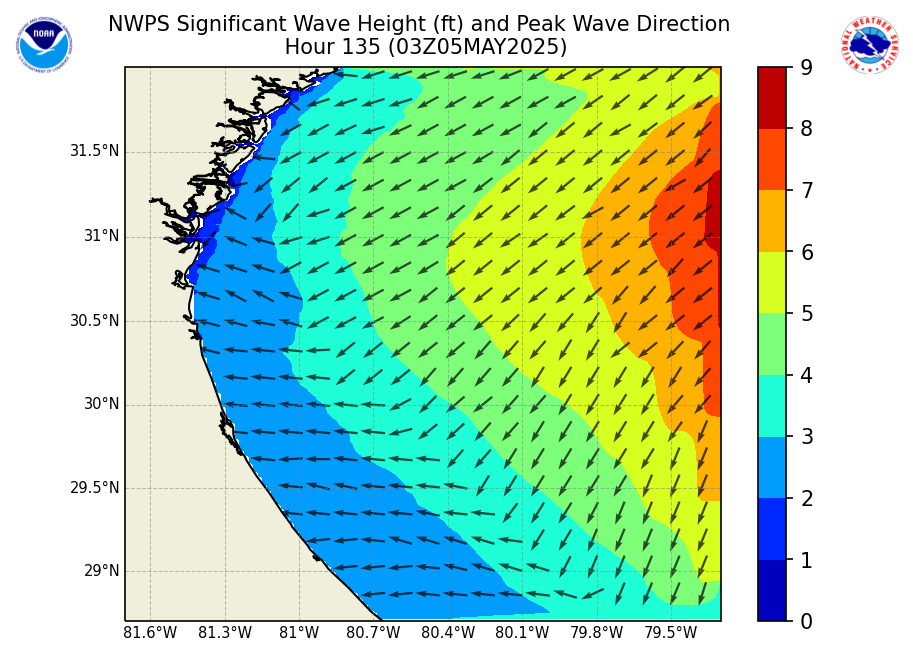 NWPS Significant Wave Height (ft) and Peak Wave Direction
Hour 135 (03Z05MAY2025)
NOAA
NATIONAL WEATHER SERVICE
31.5°N
31°N
30.5°N
30°N
29.5°N
29°N
81.6°W 81.3°W 81°W 80.7°W 80.4°W 80.1°W 79.8°W 79.5°W
9
8
7
6
5
4
3
2
1
0